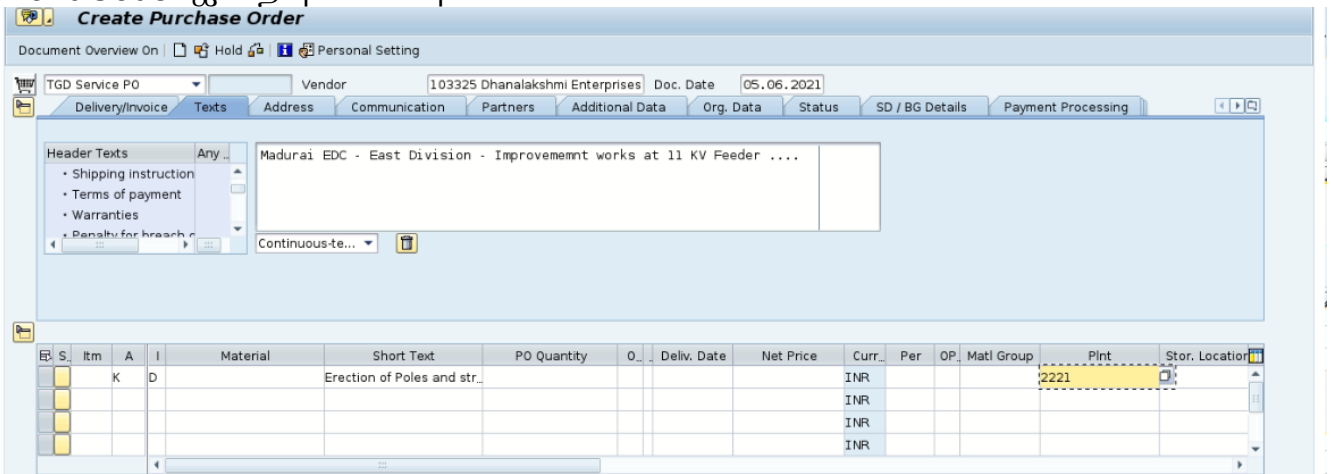 Create Purchase Order
Document Overview On Hold Personal Setting
TGD Service PO Vendor 103325 Dhanalakshmi Enterprises Doc. Date 05.06.2021
Delivery/Invoice Texts Address Communication Partners Additional Data Org. Data Status SD / BG Details Payment Processing
Header Texts Any ..
Madurai EDC - East Division - Improvememnt works at 11 KV Feeder ....
• Shipping instruction
• Terms of payment
• Warranties
• Penalty for breach
Continuous-te...
S.. Itm A I Material Short Text PO Quantity O... Deliv. Date Net Price Curr... Per OP.. Matl Group Plnt Stor. Location
K D Erection of Poles and str... INR 2221
INR
INR
INR